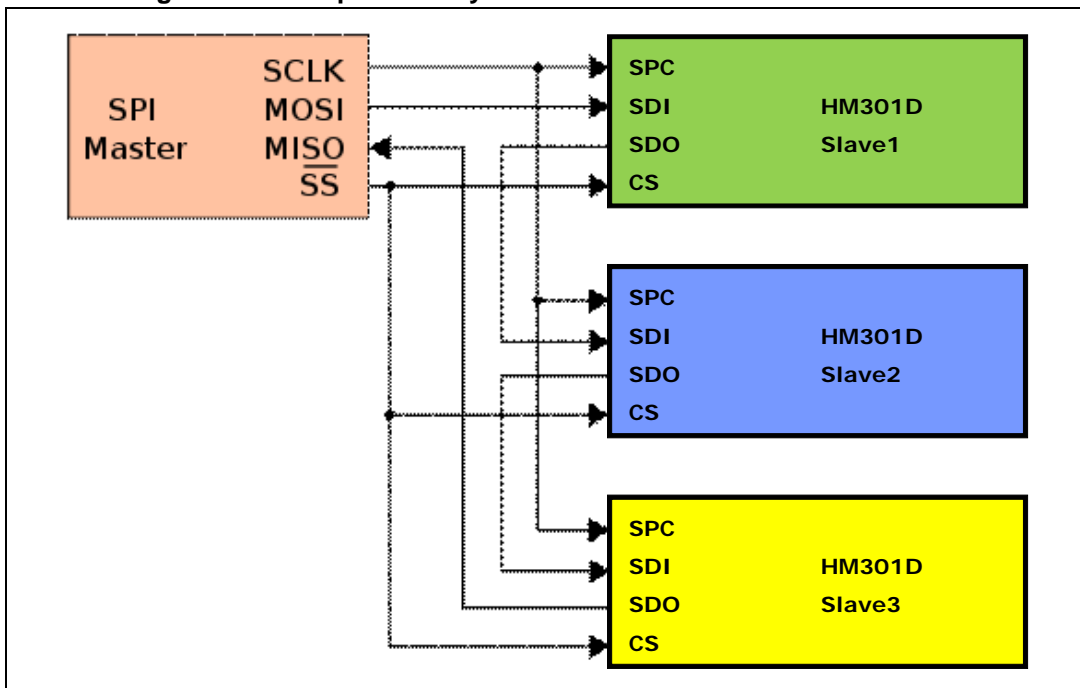 SPI
Master
SCLK
MOSI
MISO
SS
SPC
SDI HM301D
SDO Slave1
CS
SPC
SDI HM301D
SDO Slave2
CS
SPC
SDI HM301D
SDO Slave3
CS